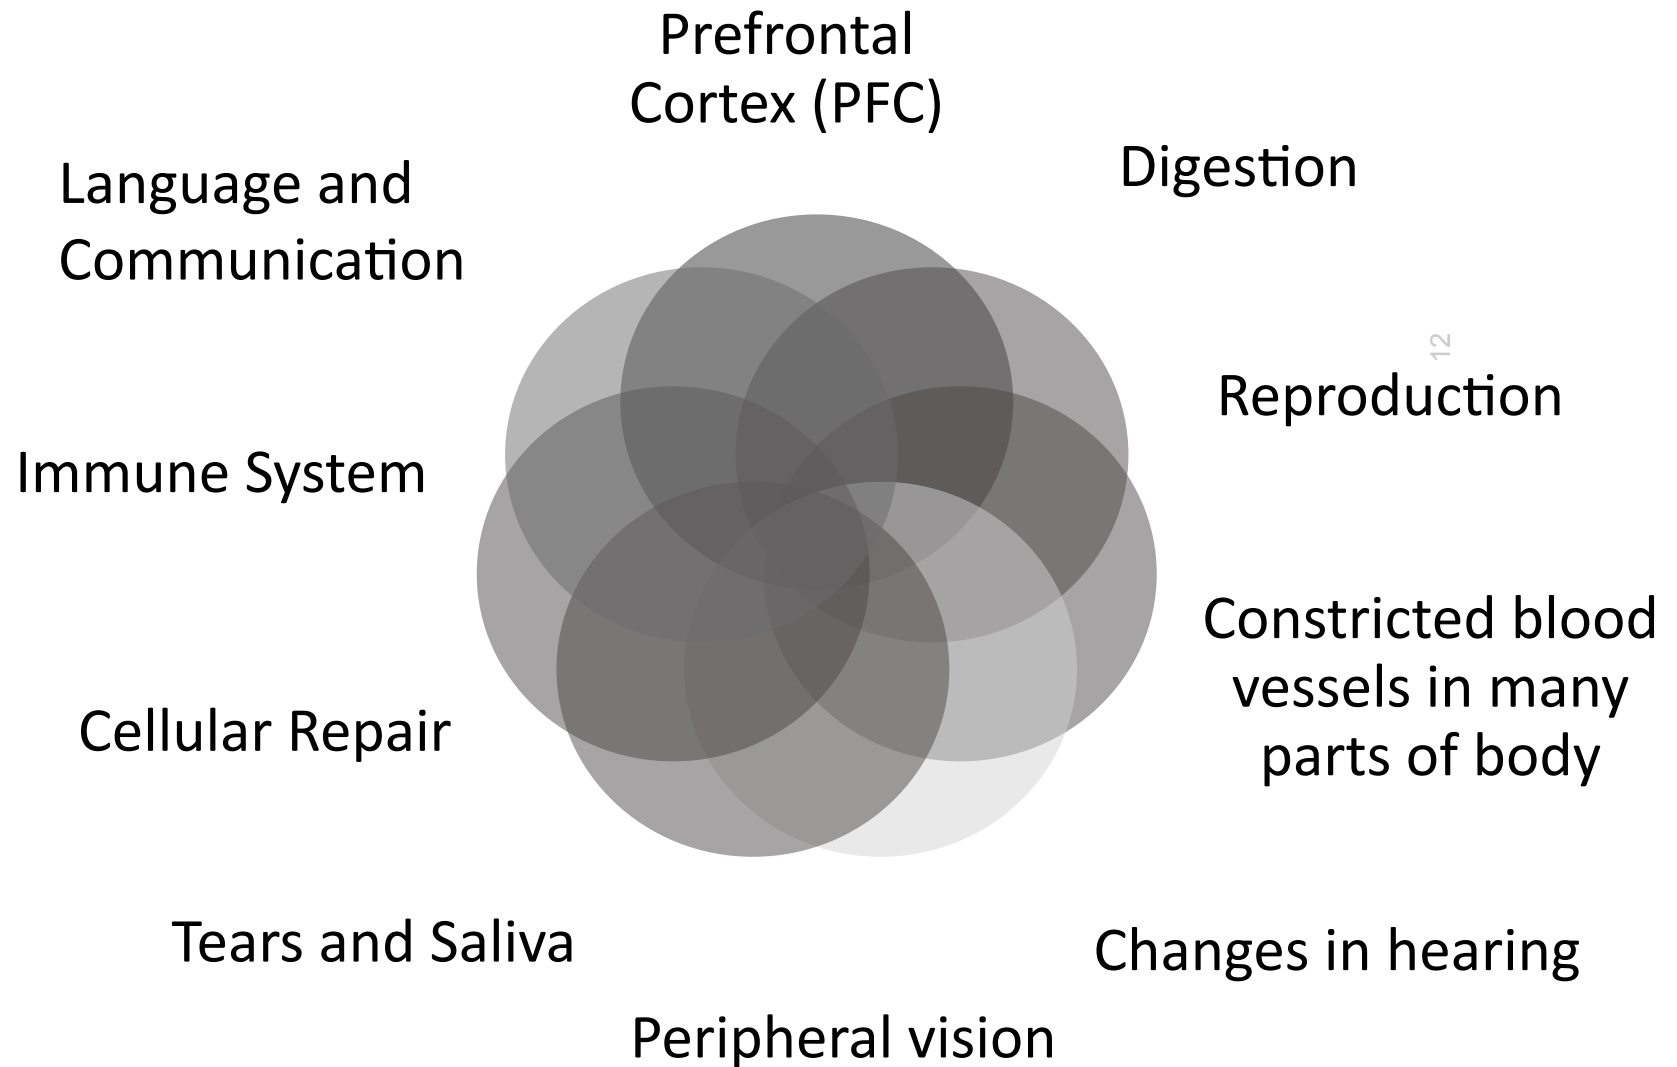 Prefrontal
Cortex (PFC)
Digestion
Language and
Communication
12
Reproduction
Immune System
Constricted blood
vessels in many
parts of body
Cellular Repair
Tears and Saliva
Changes in hearing
Peripheral vision